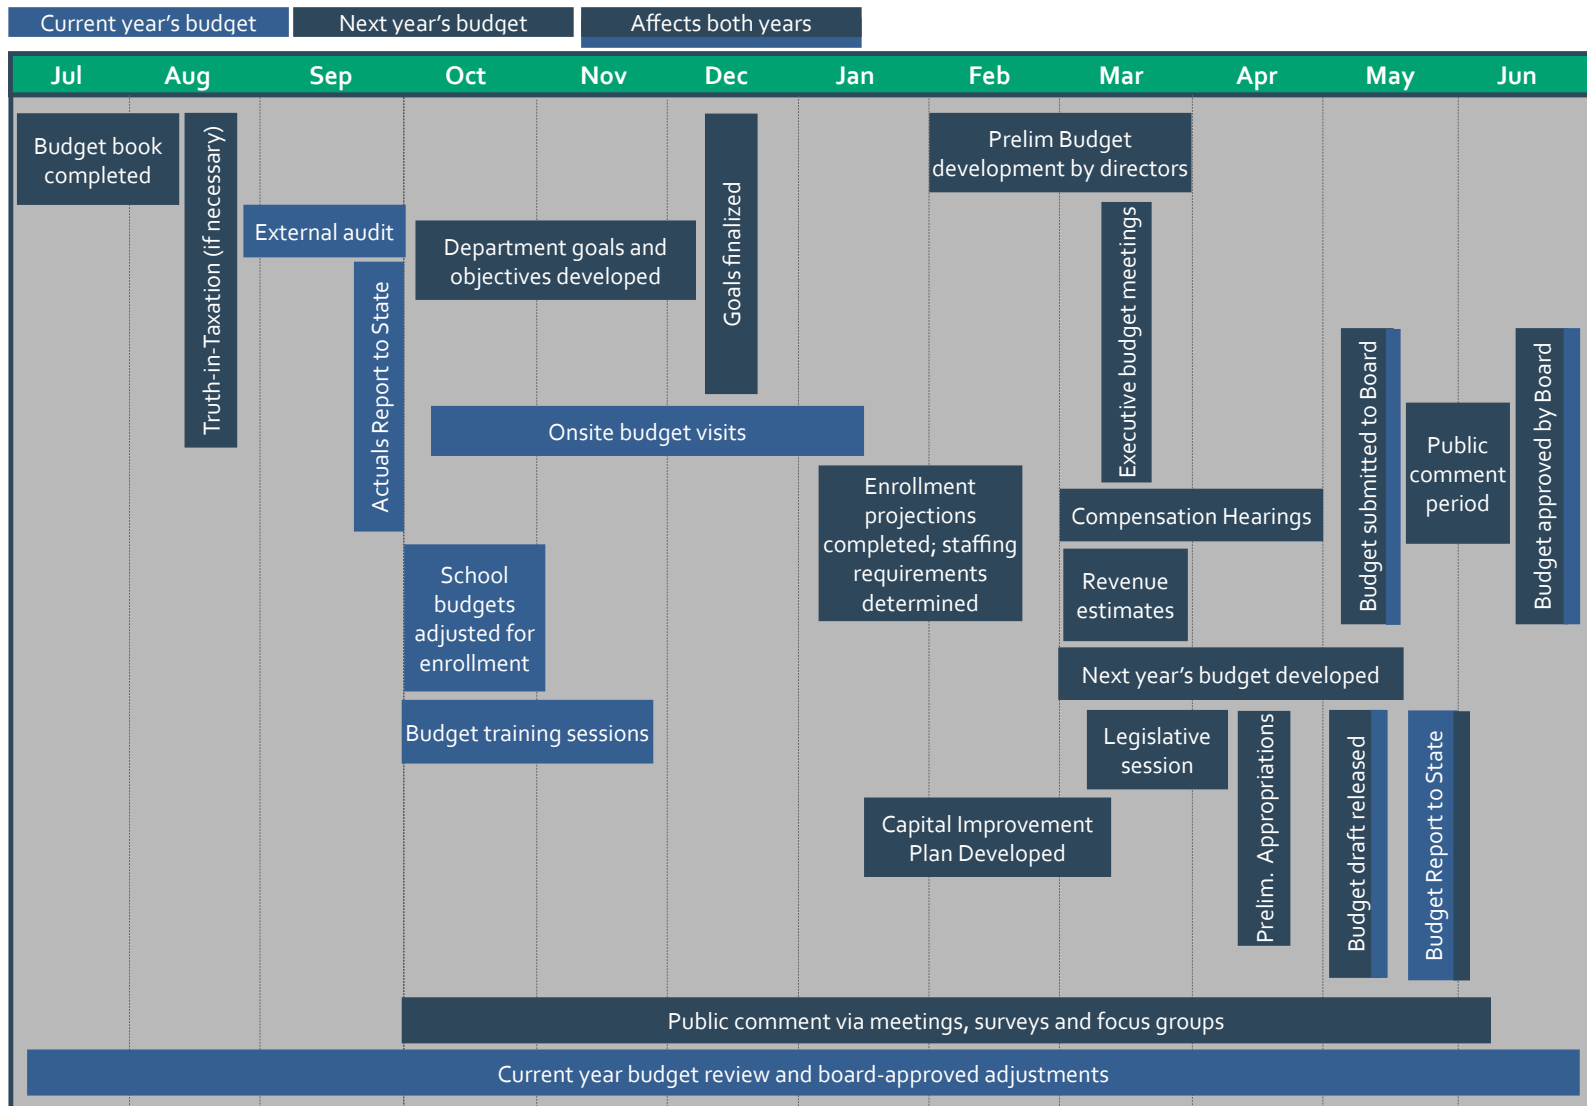 Current year's budget
Next year's budget
Affects both years
Jul
Aug
Sep
Oct
Nov
Dec
Jan
Feb
Mar
Apr
May
Jun
Budget book
completed
Truth-in-Taxation (if necessary)
External audit
Actuals Report to State
Department goals and
objectives developed
Goals finalized
Onsite budget visits
School
budgets
adjusted for
enrollment
Budget training sessions
Prelim Budget
development by directors
Executive budget meetings
Enrollment
projections
completed; staffing
requirements
determined
Compensation Hearings
Revenue
estimates
Next year's budget developed
Legislative
session
Capital Improvement
Plan Developed
Prelim. Appropriations
Budget submitted to Board
Public
comment
period
Budget approved by Board
Budget draft released
Budget Report to State
Public comment via meetings, surveys and focus groups
Current year budget review and board-approved adjustments